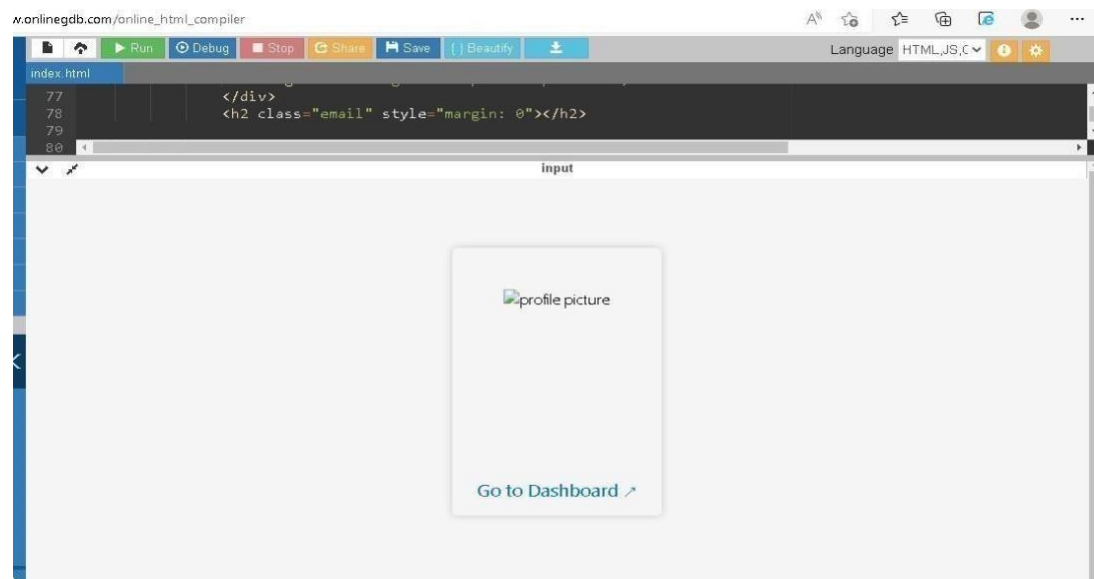 w.onlinegdb.com/online_html_compiler
Run Debug Stop Share Save { } Beautify Language HTML,JS,C
index.html
77 </div>
78 <h2 class="email" style="margin: 0"></h2>
79
80
input
profile picture
Go to Dashboard ↗